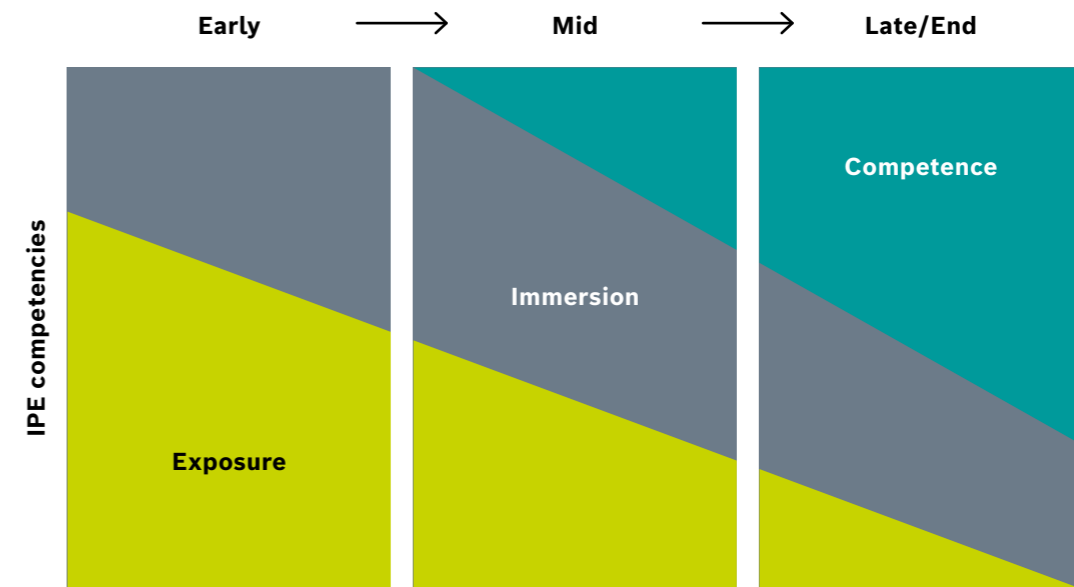 Early
Mid
Late/End
IPE competencies
Competence
Immersion
Exposure